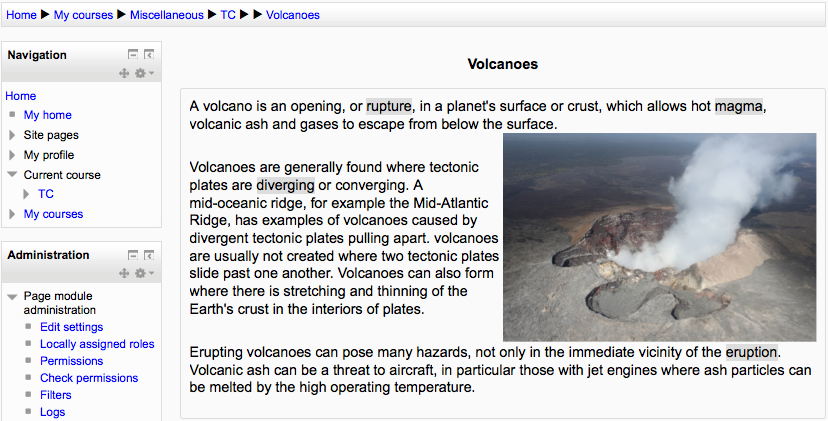 Home ▶ My courses ▶ Miscellaneous ▶ TC ▶ ▶ Volcanoes
Navigation
Home
My home
Site pages
My profile
Current course
TC
My courses
Administration
Page module
administration
Edit settings
Locally assigned roles
Permissions
Check permissions
Filters
Logs
Volcanoes
A volcano is an opening, or rupture, in a planet's surface or crust, which allows hot magma,
volcanic ash and gases to escape from below the surface.
Volcanoes are generally found where tectonic
plates are diverging or converging. A
mid-oceanic ridge, for example the Mid-Atlantic
Ridge, has examples of volcanoes caused by
divergent tectonic plates pulling apart. volcanoes
are usually not created where two tectonic plates
slide past one another. Volcanoes can also form
where there is stretching and thinning of the
Earth's crust in the interiors of plates.
Erupting volcanoes can pose many hazards, not only in the immediate vicinity of the eruption.
Volcanic ash can be a threat to aircraft, in particular those with jet engines where ash particles can
be melted by the high operating temperature.